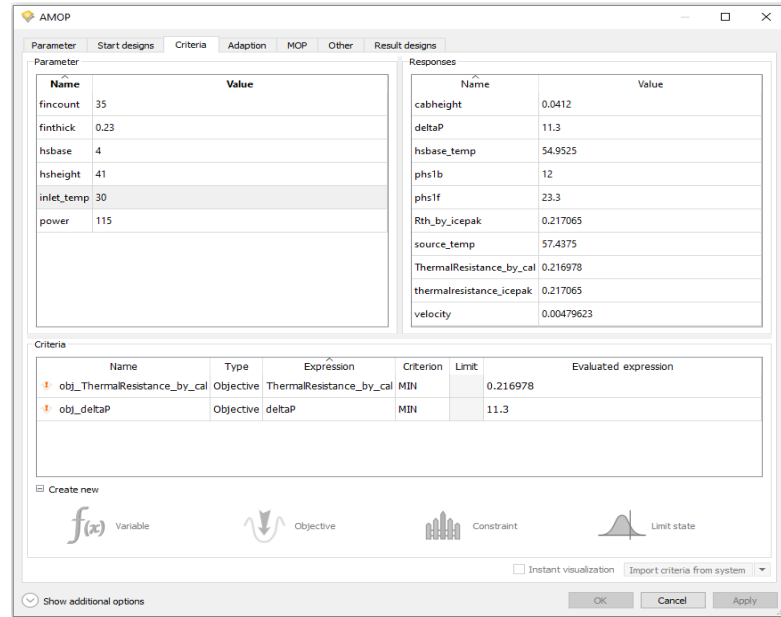 AMOP
Parameter Start designs Criteria Adaption MOP Other Result designs
Parameter
Name Value
fincount 35
finthick 0.23
hsbase 4
hsheight 41
inlet_temp 30
power 115
Responses
Name Value
cabheight 0.0412
deltaP 11.3
hsbase_temp 54.9525
phs1b 12
phs1f 23.3
Rth_by_icepak 0.217065
source_temp 57.4375
ThermalResistance_by_cal 0.216978
thermalresistance_icepak 0.217065
velocity 0.00479623
Criteria
Name Type Expression Criterion Limit Evaluated expression
obj_ThermalResistance_by_cal Objective ThermalResistance_by_cal MIN 0.216978
obj_deltaP Objective deltaP MIN 11.3
Create new
f(x) Variable Objective Constraint Limit state
Instant visualization Import criteria from system
Show additional options OK Cancel Apply